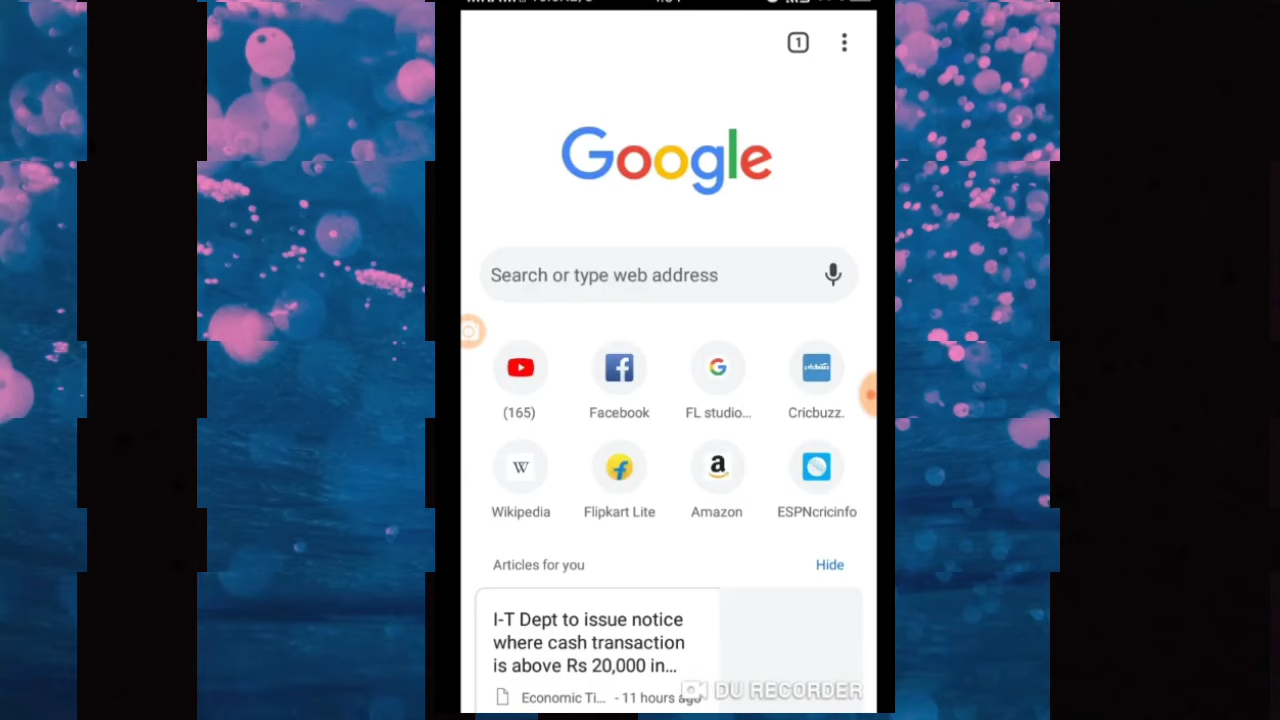 1
Google
Search or type web address
(165)
Facebook
FL studio...
Cricbuzz.
Wikipedia
Flipkart Lite
Amazon
ESPNcricinfo
Articles for you
Hide
I-T Dept to issue notice
where cash transaction
is above Rs 20,000 in...
Economic Ti... - 11 hours ago
DU RECORDER